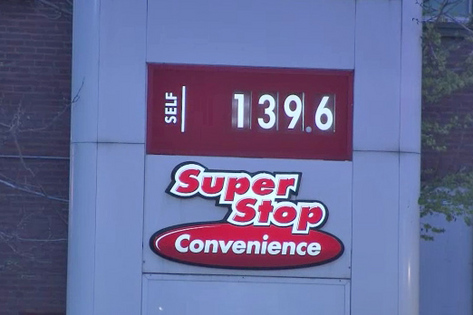 SELF 139.6
Super
Stop
Convenience